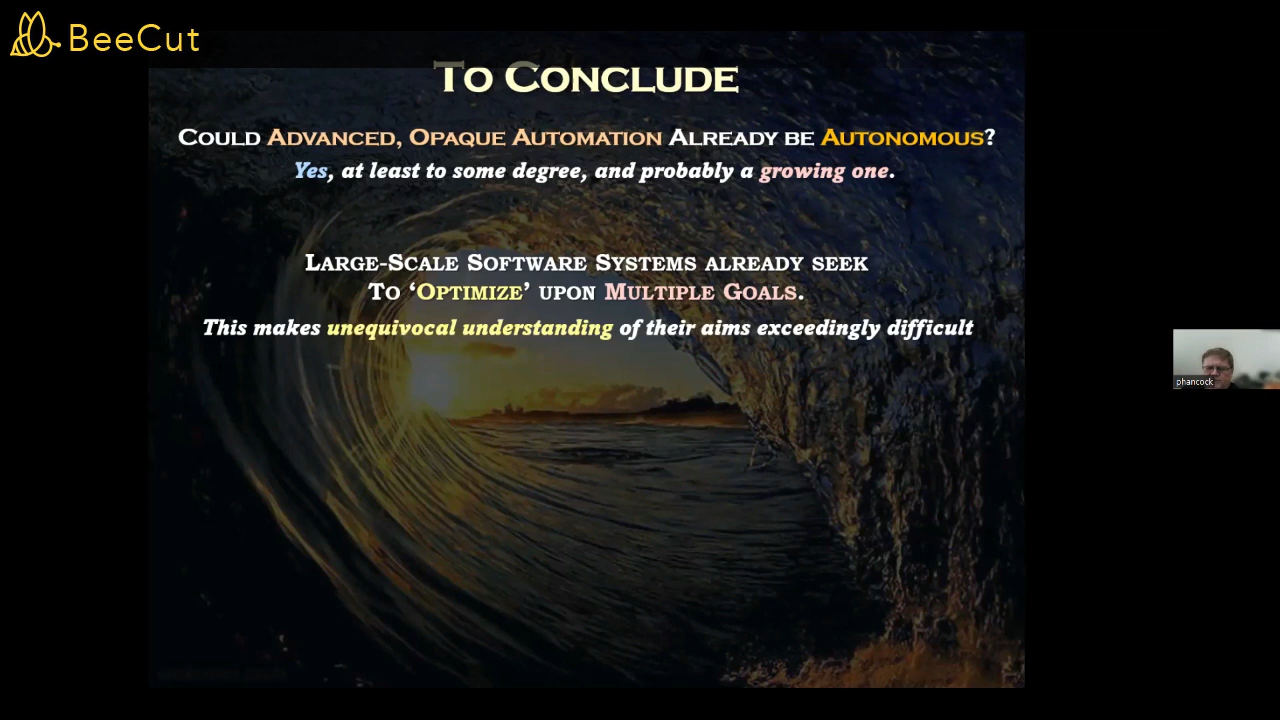 BeeCut
To Conclude
Could Advanced, Opaque Automation Already be Autonomous?
Yes, at least to some degree, and probably a growing one.
Large-Scale Software Systems already seek
To ‘Optimize’ upon Multiple Goals.
This makes unequivocal understanding of their aims exceedingly difficult
phancock